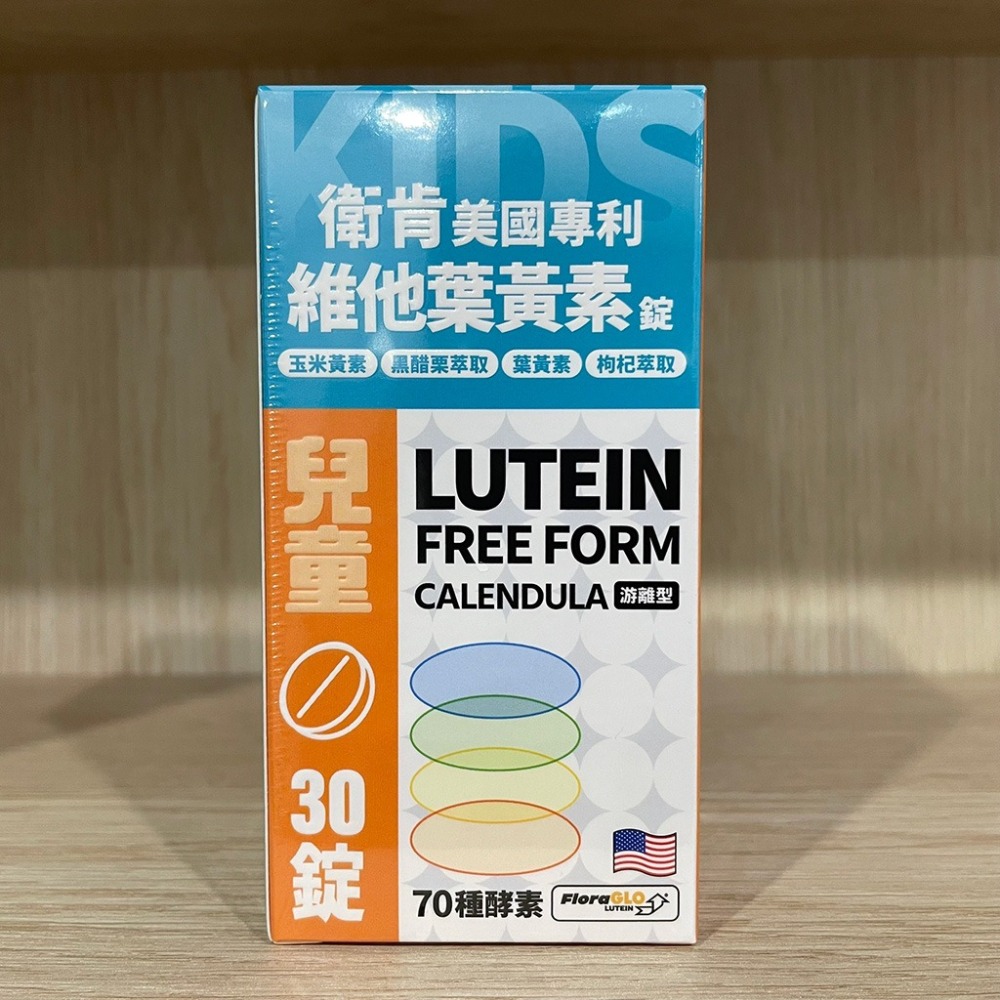 KIDS
衛肯美國專利
維他葉黃素錠
玉米黃素 黑醋栗萃取 葉黃素 枸杞萃取
兒童
30
錠
LUTEIN
FREE FORM
CALENDULA 游離型
70種酵素 FloraGLO
LUTEIN